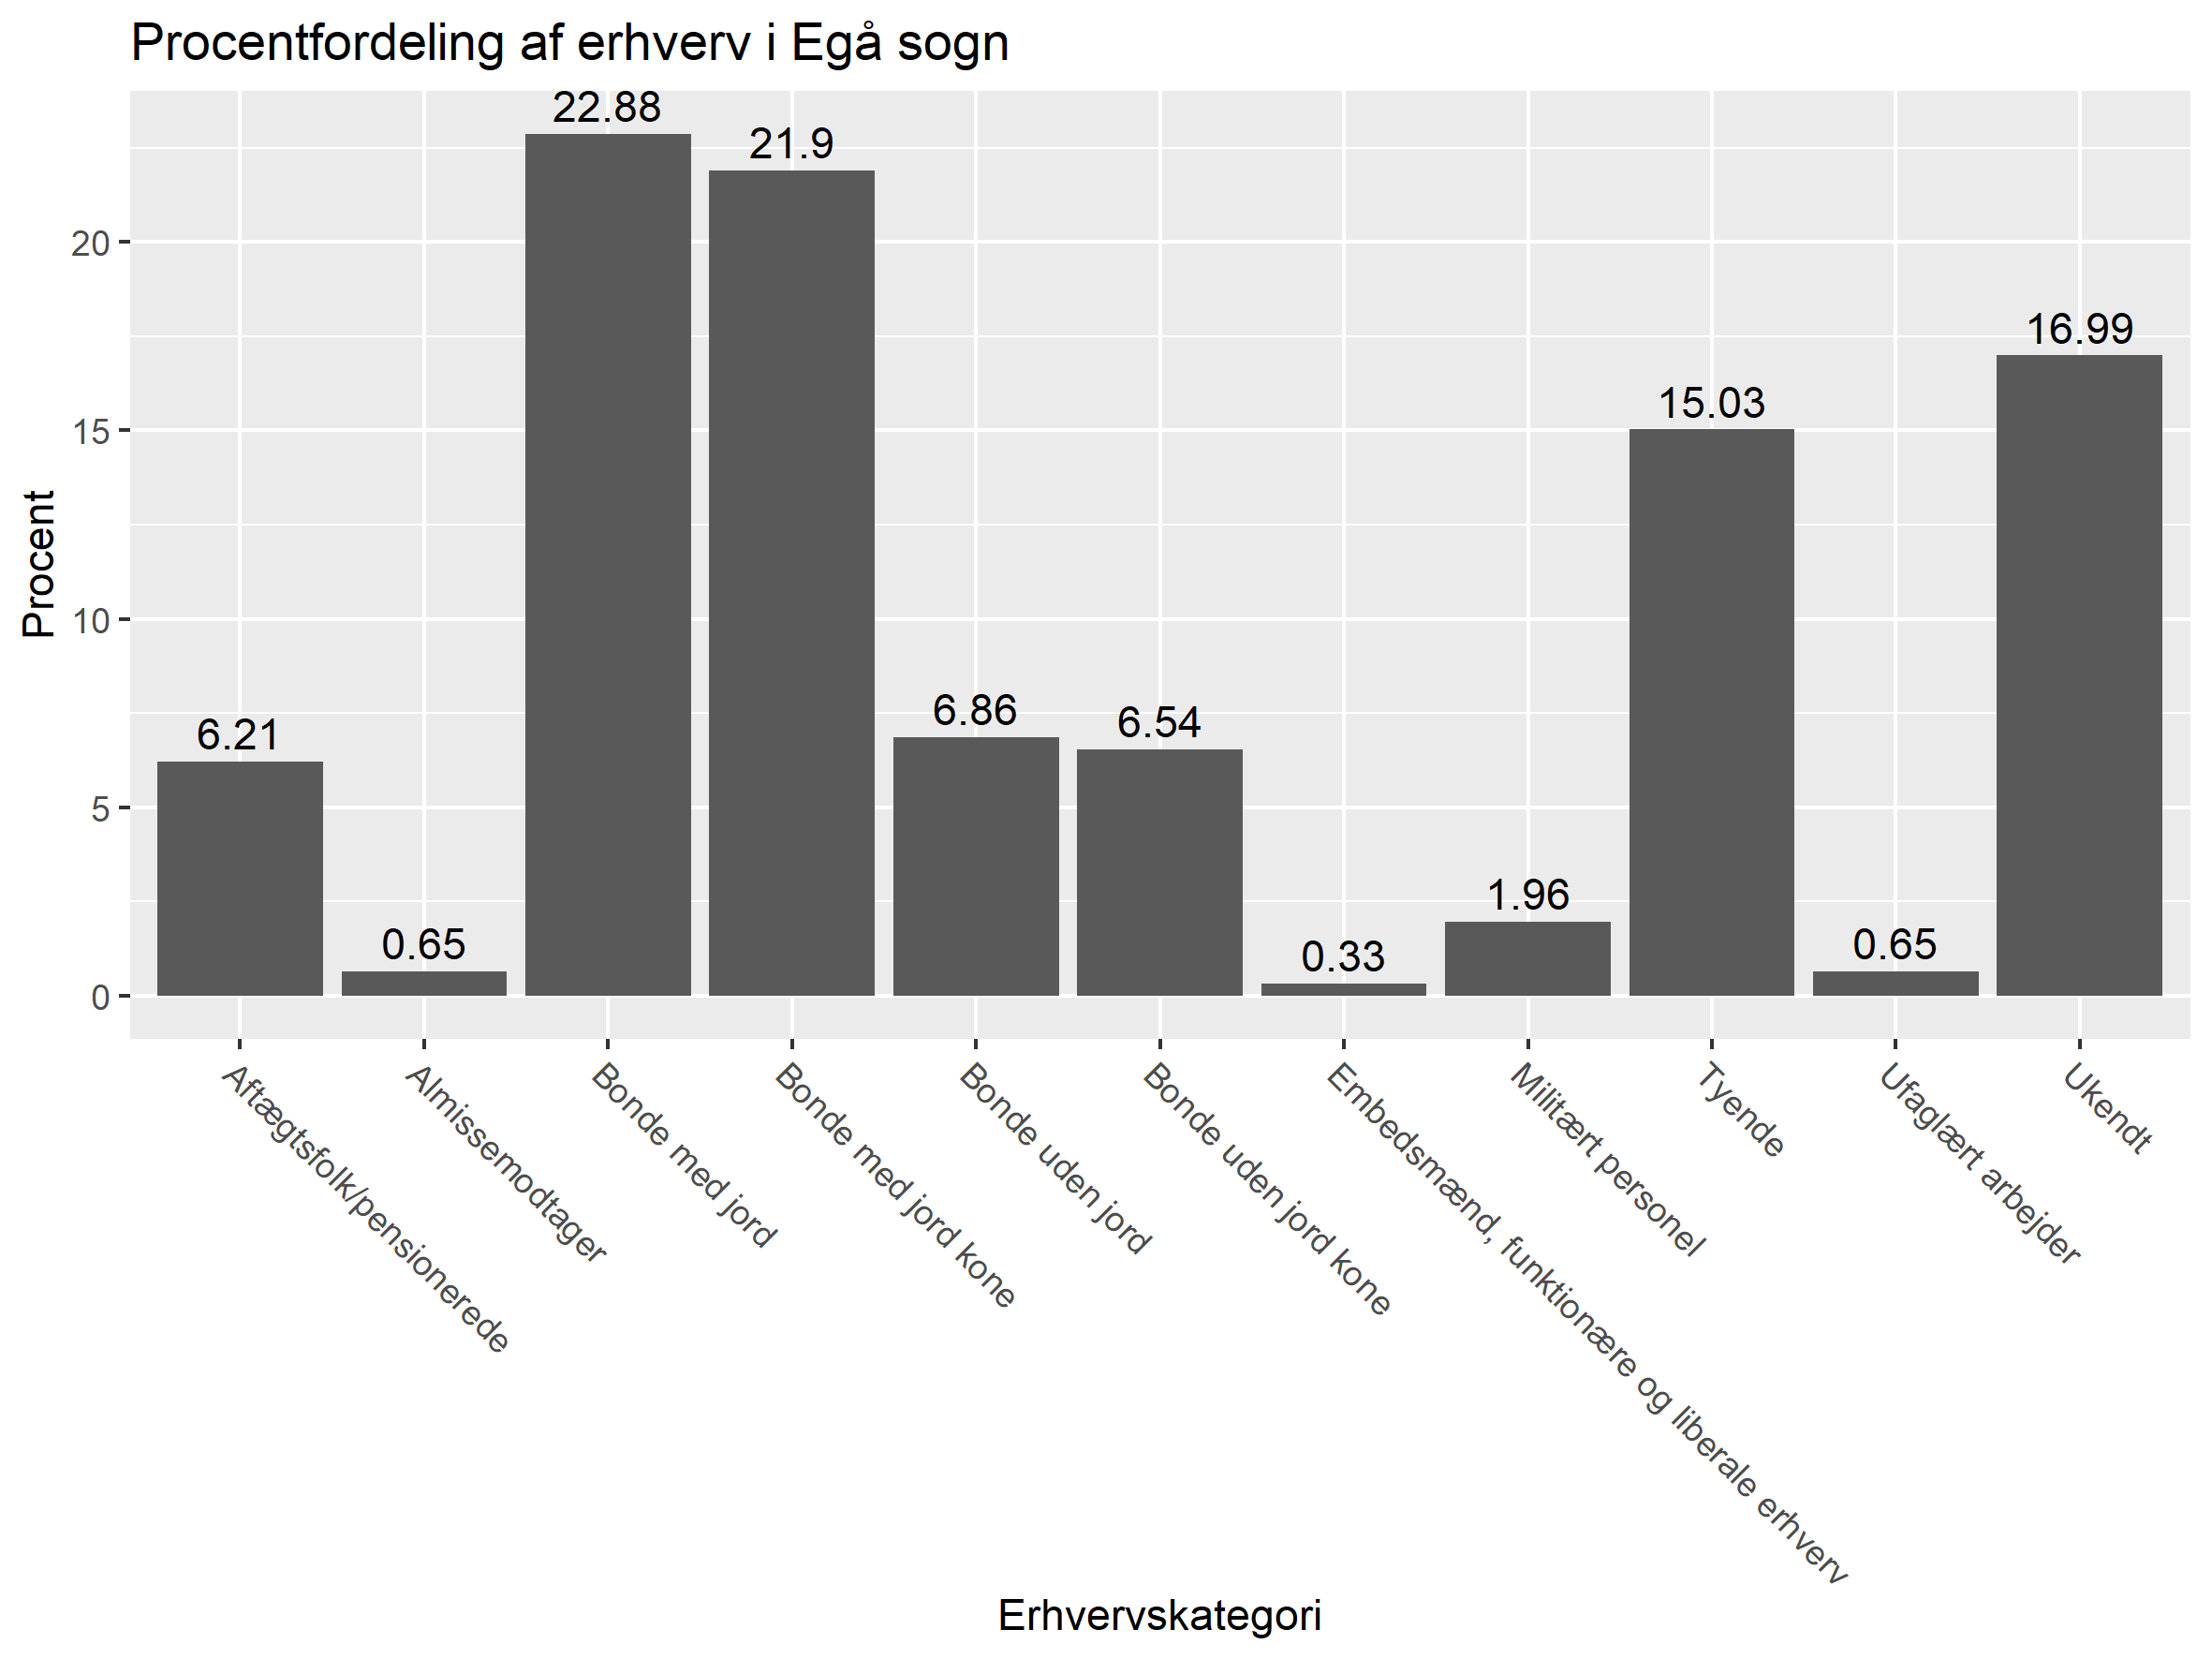 Procentfordeling af erhverv i Egå sogn
Procent
20
15
10
5
0
6.21
0.65
22.88
21.9
6.86
6.54
0.33
1.96
15.03
0.65
16.99
Aftægtsfolk/pensionerede
Almissemodtager
Bonde med jord
Bonde med jord kone
Bonde uden jord
Bonde uden jord kone
Embedsmænd, funktionære og liberale erhverv
Militært personel
Tyende
Ufaglært arbejder
Ukendt
Erhvervskategori